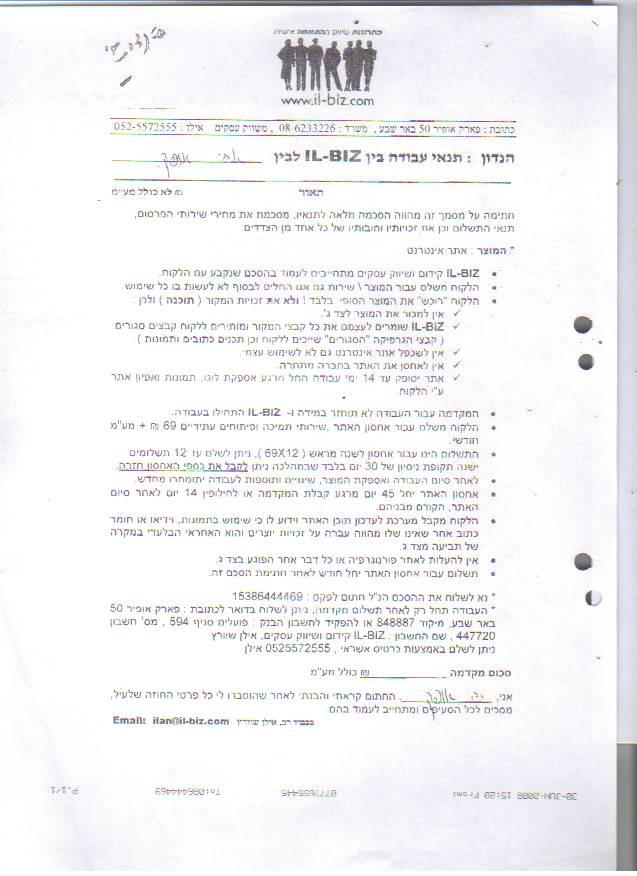 פתרונות שיווק בהתאמה אישית
www.il-biz.com
כתובת : פארק אופיר 50 באר שבע , משרד : 08-6233226 , משווק עסקים אילן : 052-5572555
הנדון : תנאי עבודה בין IL-BIZ לבין
תאור ₪ לא כולל מע״מ
חתימה על מסמך זה מהווה הסכמה מלאה לתנאיו, מסכמת את מחירי שירותי הפרסום,
תנאי התשלום וכן את זכויותיו וחובותיו של כל אחד מן הצדדים.
* המוצר : אתר אינטרנט
• IL-BIZ קידום ושיווק עסקים מתחייבים לעמוד בהסכם שנקבע עם הלקוח.
• הלקוח משלם עבור המוצר \ שירות גם אם החליט לבסוף לא לעשות בו כל שימוש
• הלקוח "רוכש" את המוצר הסופי בלבד ! ולא את זכויות המקור ( תוכנה ) ולכן :
✓ אין למכור את המוצר לצד ג'.
✓ IL-BIZ שומרים לעצמם את כל קבצי המקור ומותירים ללקוח קבצים סגורים
( קבצי הגרפיקה "הסגורים" שייכים ללקוח וכן תכנים כתובים ותמונות )
✓ אין לשכפל אתר אינטרנט גם לא לשימוש עצמי.
✓ אין לאחסן את האתר בחברה מתחרה.
✓ אתר יסופק עד 14 ימי עבודה החל מרגע אספקת לוגו, תמונות ואפיון אתר
ע"י הלקוח.
• המקדמה עבור העבודה לא תוחזר במידה ו- IL-BIZ התחילו בעבודה.
• הלקוח משלם עבור אחסון האתר ,שירותי תמיכה ופיתוחים עתידיים 69 ₪ + מע"מ
חודשי.
• התשלום הינו עבור אחסון לשנה מראש ( 69X12 ), ניתן לשלם עד 12 תשלומים
ישנה תקופת ניסיון של 30 יום בלבד שבמהלכה ניתן לקבל את כספי האחסון חזרה.
• לאחר סיום העבודה ואספקת המוצר, שינויים ותוספות לעבודה יתומחרו מחדש.
• אחסון האתר יחל 45 יום מרגע קבלת המקדמה או לחילופין 14 יום לאחר סיום
האתר, הקודם מבניהם.
• הלקוח מקבל מערכת לעדכון תוכן האתר וידוע לו כי שימוש בתמונות, וידיאו או חומר
כתוב אחר שאינו שלו מהווה עברה על זכויות יוצרים והוא האחראי הבלעדי במקרה
של תביעה מצד ג.
• אין להעלות לאתר פורנוגרפיה או כל דבר אחר הפוגע בצד ג.
• תשלום עבור אחסון האתר יחל חודש לאחר חתימת הסכם זה.
* נא לשלוח את ההסכם הנ"ל חתום לפקס : 15386444469
* העבודה תחל רק לאחר תשלום מקדמה, ניתן לשלוח בדואר לכתובת : פארק אופיר 50
באר שבע, מיקוד 848887 או להפקיד לחשבון הבנק : פועלים סניף 594 , מס' חשבון
447720 , שם החשבון : IL-BIZ קידום ושיווק עסקים, אילן שוורץ
ניתן לשלם באמצעות כרטיס אשראי , 0525572555 אילן
סכום מקדמה ₪ כולל מע"מ
אני, החתום קראתי והבנתי לאחר שהוסברו לי כל פרטי החוזה שלעיל,
מסכים לכל הסעיפים ומתחייב לעמוד בהם.
בכבוד רב, אילן שוורץ Email: ilan@il-biz.com
30-JUN-2008 15:20 From: 0777655445 To:086444469 P.1/1